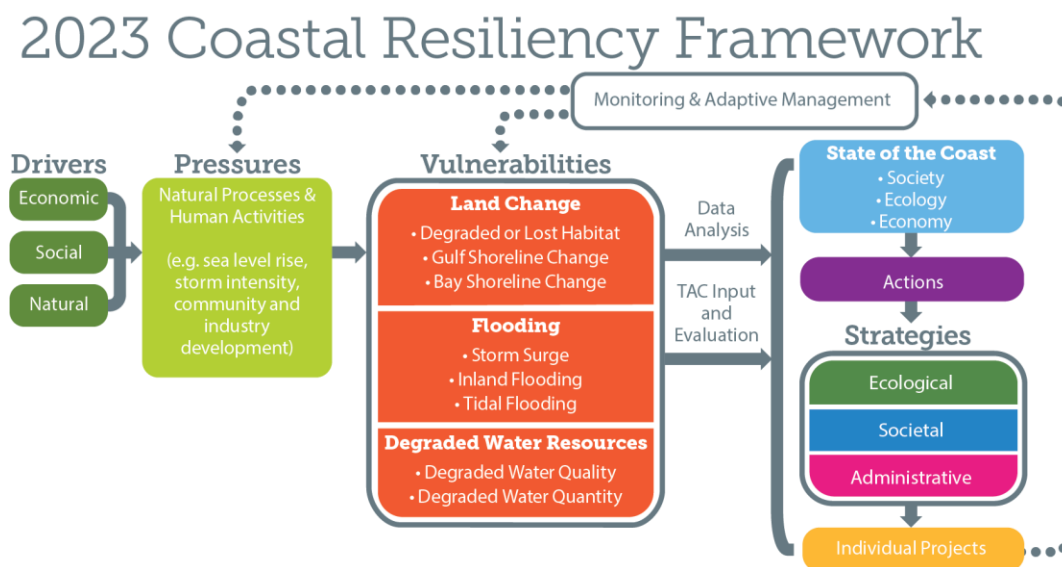 2023 Coastal Resiliency Framework
Monitoring & Adaptive Management
Drivers
Economic
Social
Natural
Pressures
Natural Processes &
Human Activities
(e.g. sea level rise,
storm intensity,
community and
industry
development)
Vulnerabilities
Land Change
• Degraded or Lost Habitat
• Gulf Shoreline Change
• Bay Shoreline Change
Flooding
• Storm Surge
• Inland Flooding
• Tidal Flooding
Degraded Water Resources
• Degraded Water Quality
• Degraded Water Quantity
Data
Analysis
TAC Input
and
Evaluation
State of the Coast
• Society
• Ecology
• Economy
Actions
Strategies
Ecological
Societal
Administrative
Individual Projects